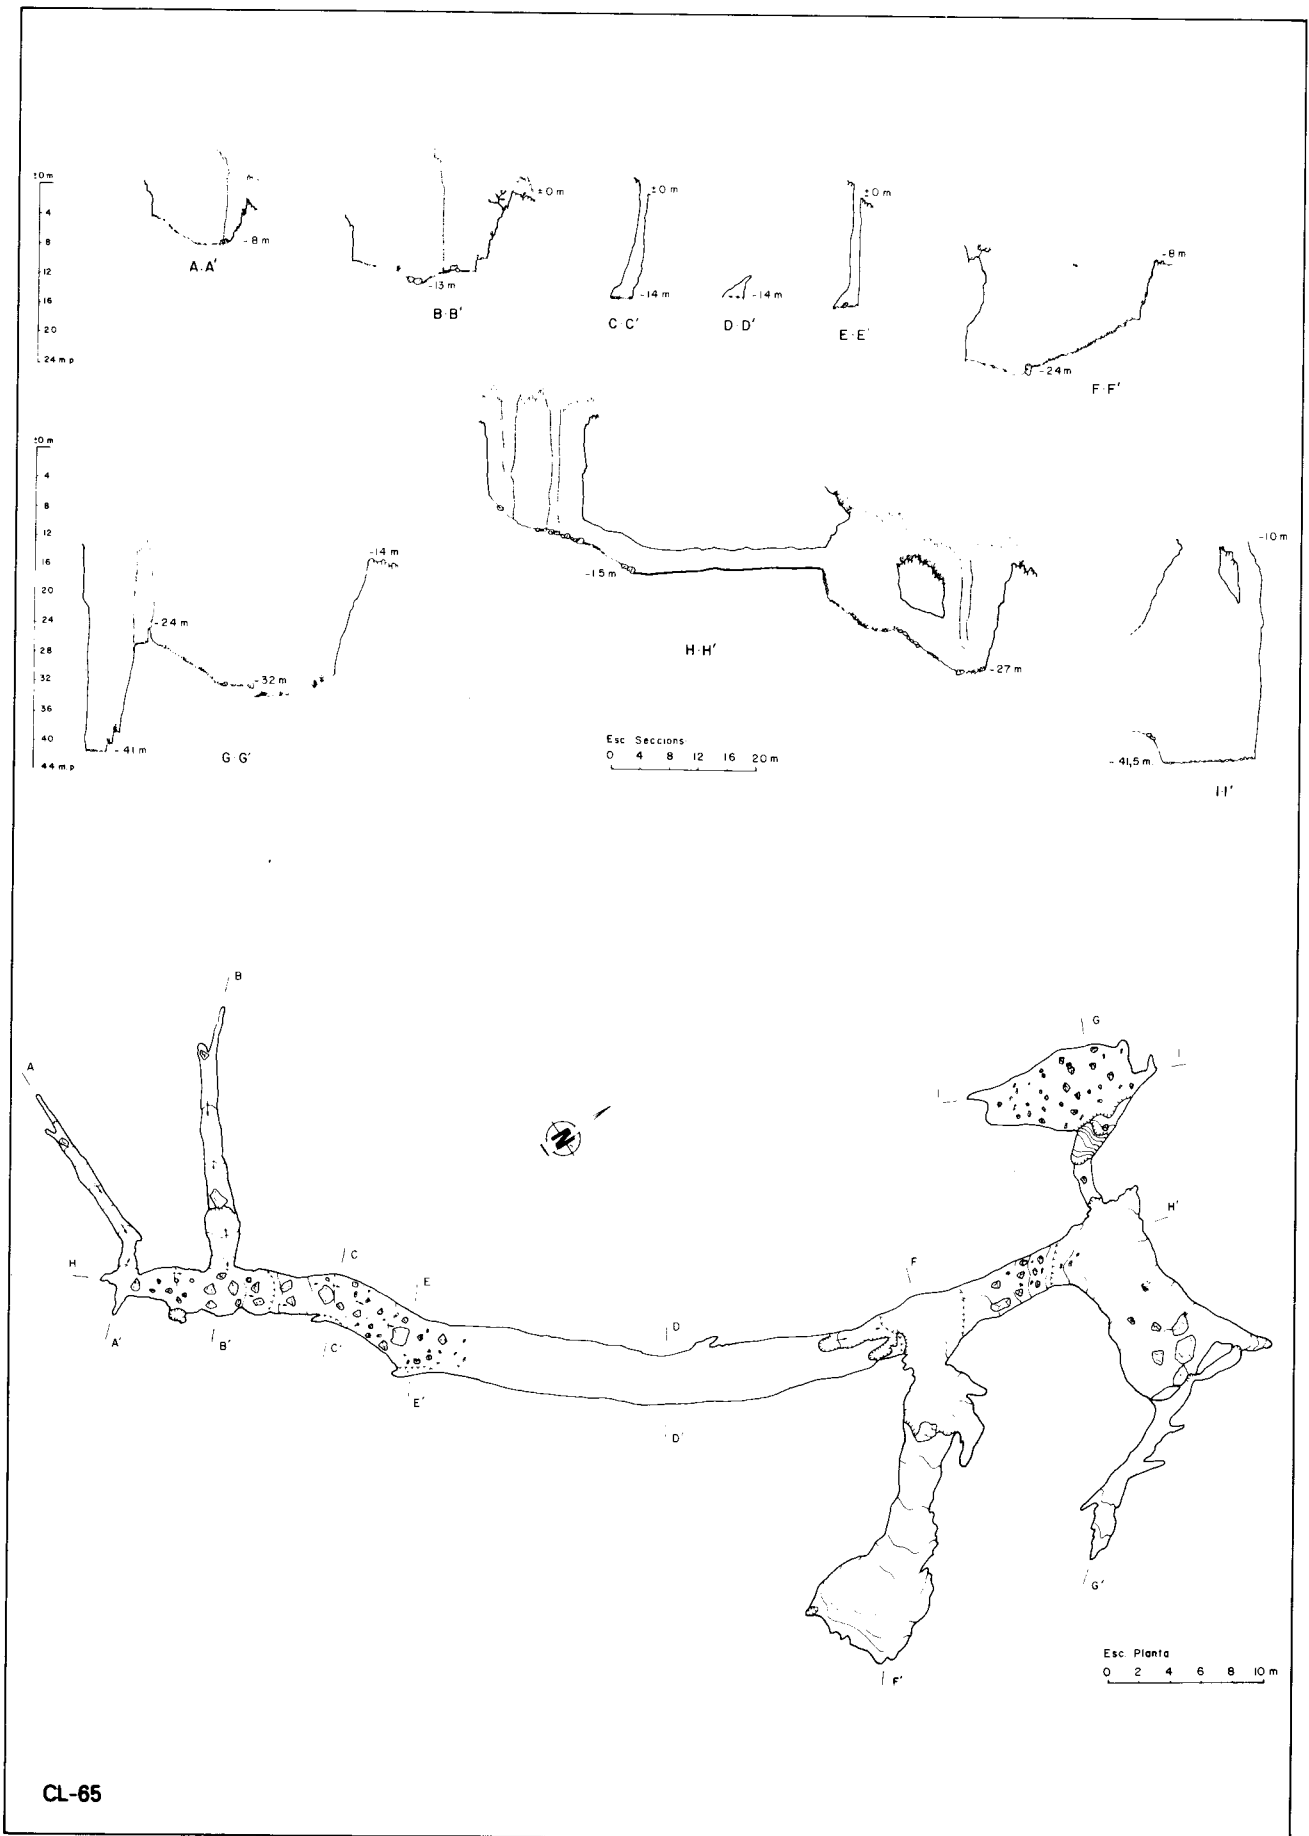 ±0 m
4
8
12
16
20
24 m.p
-8 m
A-A'
±0 m
-13 m
B-B'
±0 m
-14 m
C-C'
-14 m
D-D'
±0 m
E-E'
-8 m
-24 m
F-F'
±0 m
4
8
12
16
20
24
28
32
36
40
44 m.p
-14 m
-24 m
-32 m
-41 m
G-G'
-15 m
-27 m
H-H'
-10 m
-41,5 m.
I-I'
Esc Seccions
0 4 8 12 16 20 m
B
A
G
I
I
H'
H
C
E
F
D
N
A'
B'
C'
E'
D'
G'
F'
Esc. Planta
0 2 4 6 8 10 m
CL-65